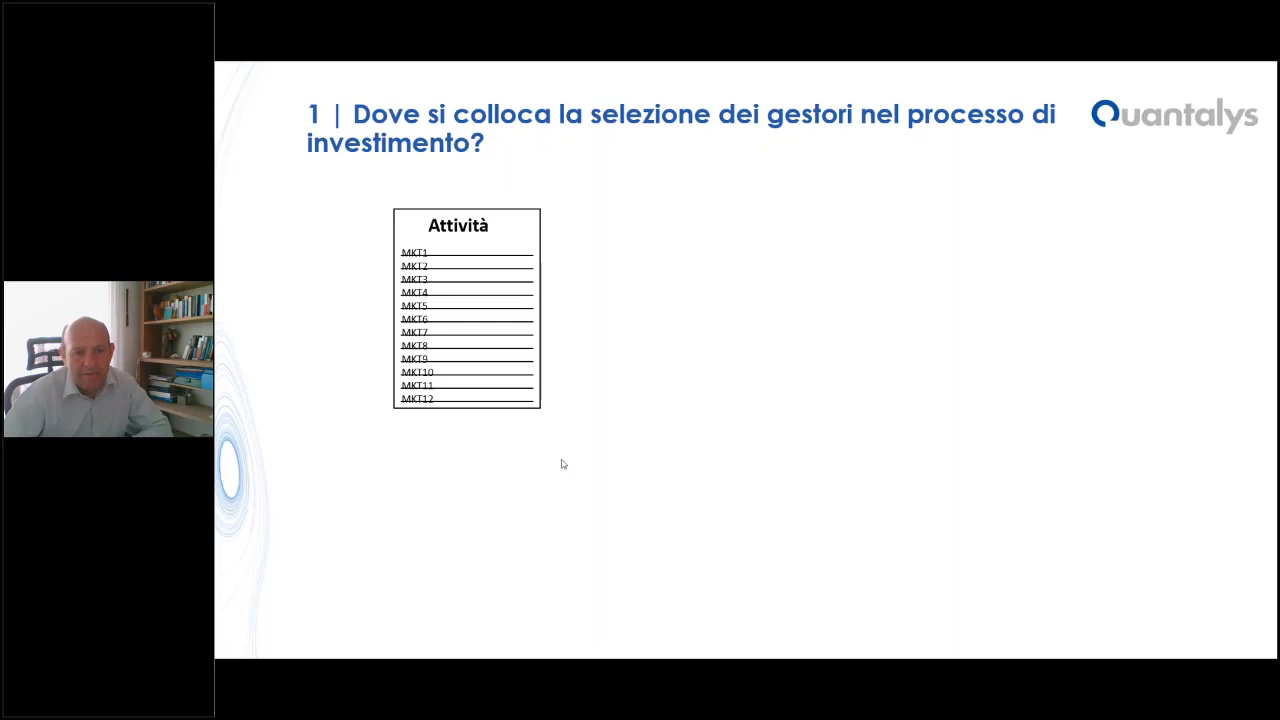 1 | Dove si colloca la selezione dei gestori nel processo di
investimento?
Quantalys
Attività
MKT1
MKT2
MKT3
MKT4
MKT5
MKT6
MKT7
MKT8
MKT9
MKT10
MKT11
MKT12